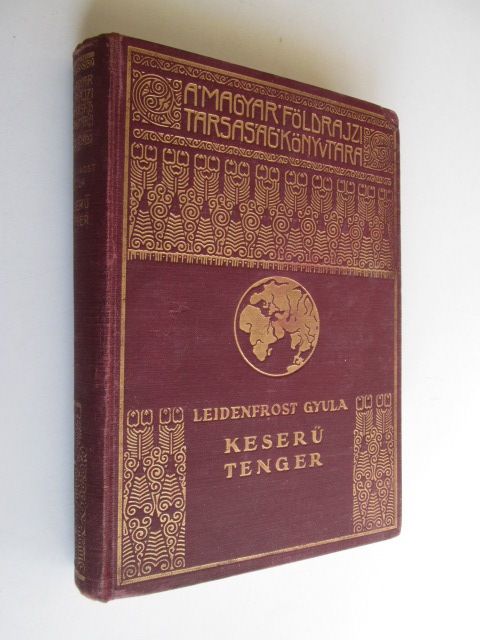 A MAGYAR FÖLDRAJZI
TÁRSASÁG KÖNYVTÁRA
LEIDENFROST GYULA
KESERŰ
TENGER